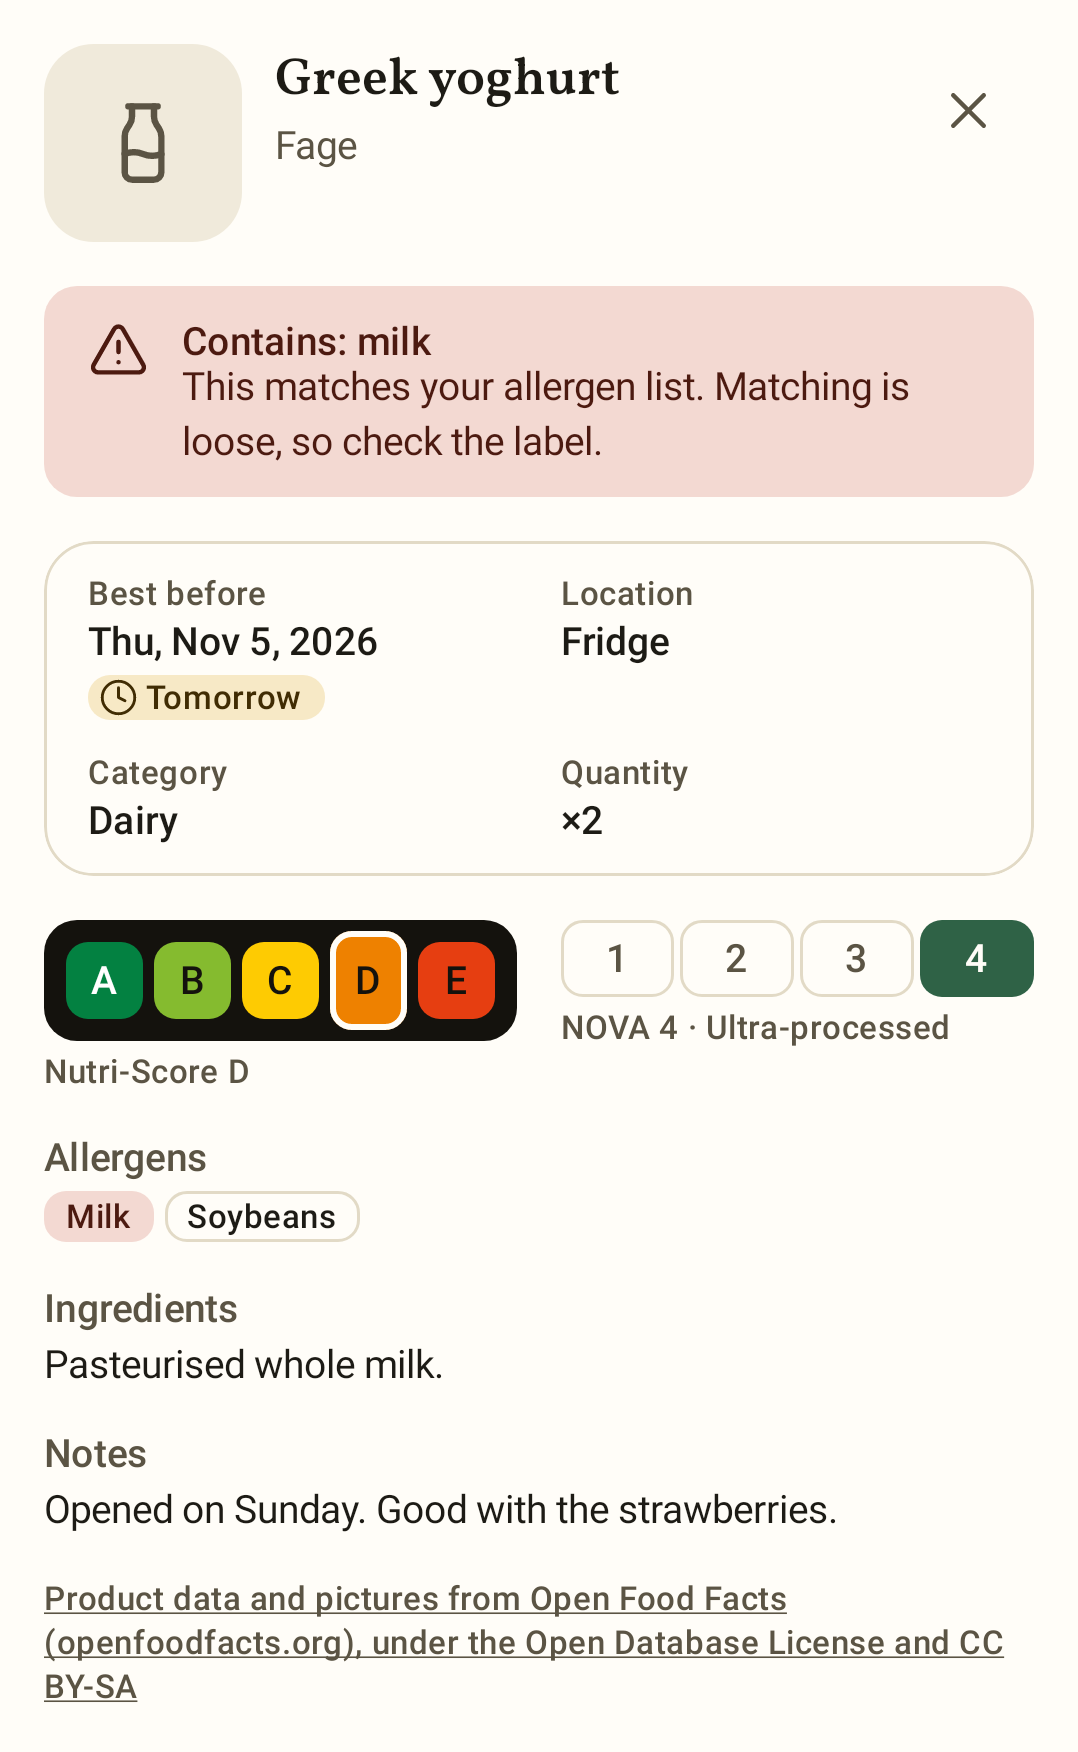 Greek yoghurt
Fage
Contains: milk
This matches your allergen list. Matching is
loose, so check the label.
Best before
Thu, Nov 5, 2026
Tomorrow
Location
Fridge
Category
Dairy
Quantity
×2
A B C D E
Nutri-Score D
1 2 3 4
NOVA 4 · Ultra-processed
Allergens
Milk
Soybeans
Ingredients
Pasteurised whole milk.
Notes
Opened on Sunday. Good with the strawberries.
Product data and pictures from Open Food Facts
(openfoodfacts.org), under the Open Database License and CC
BY-SA